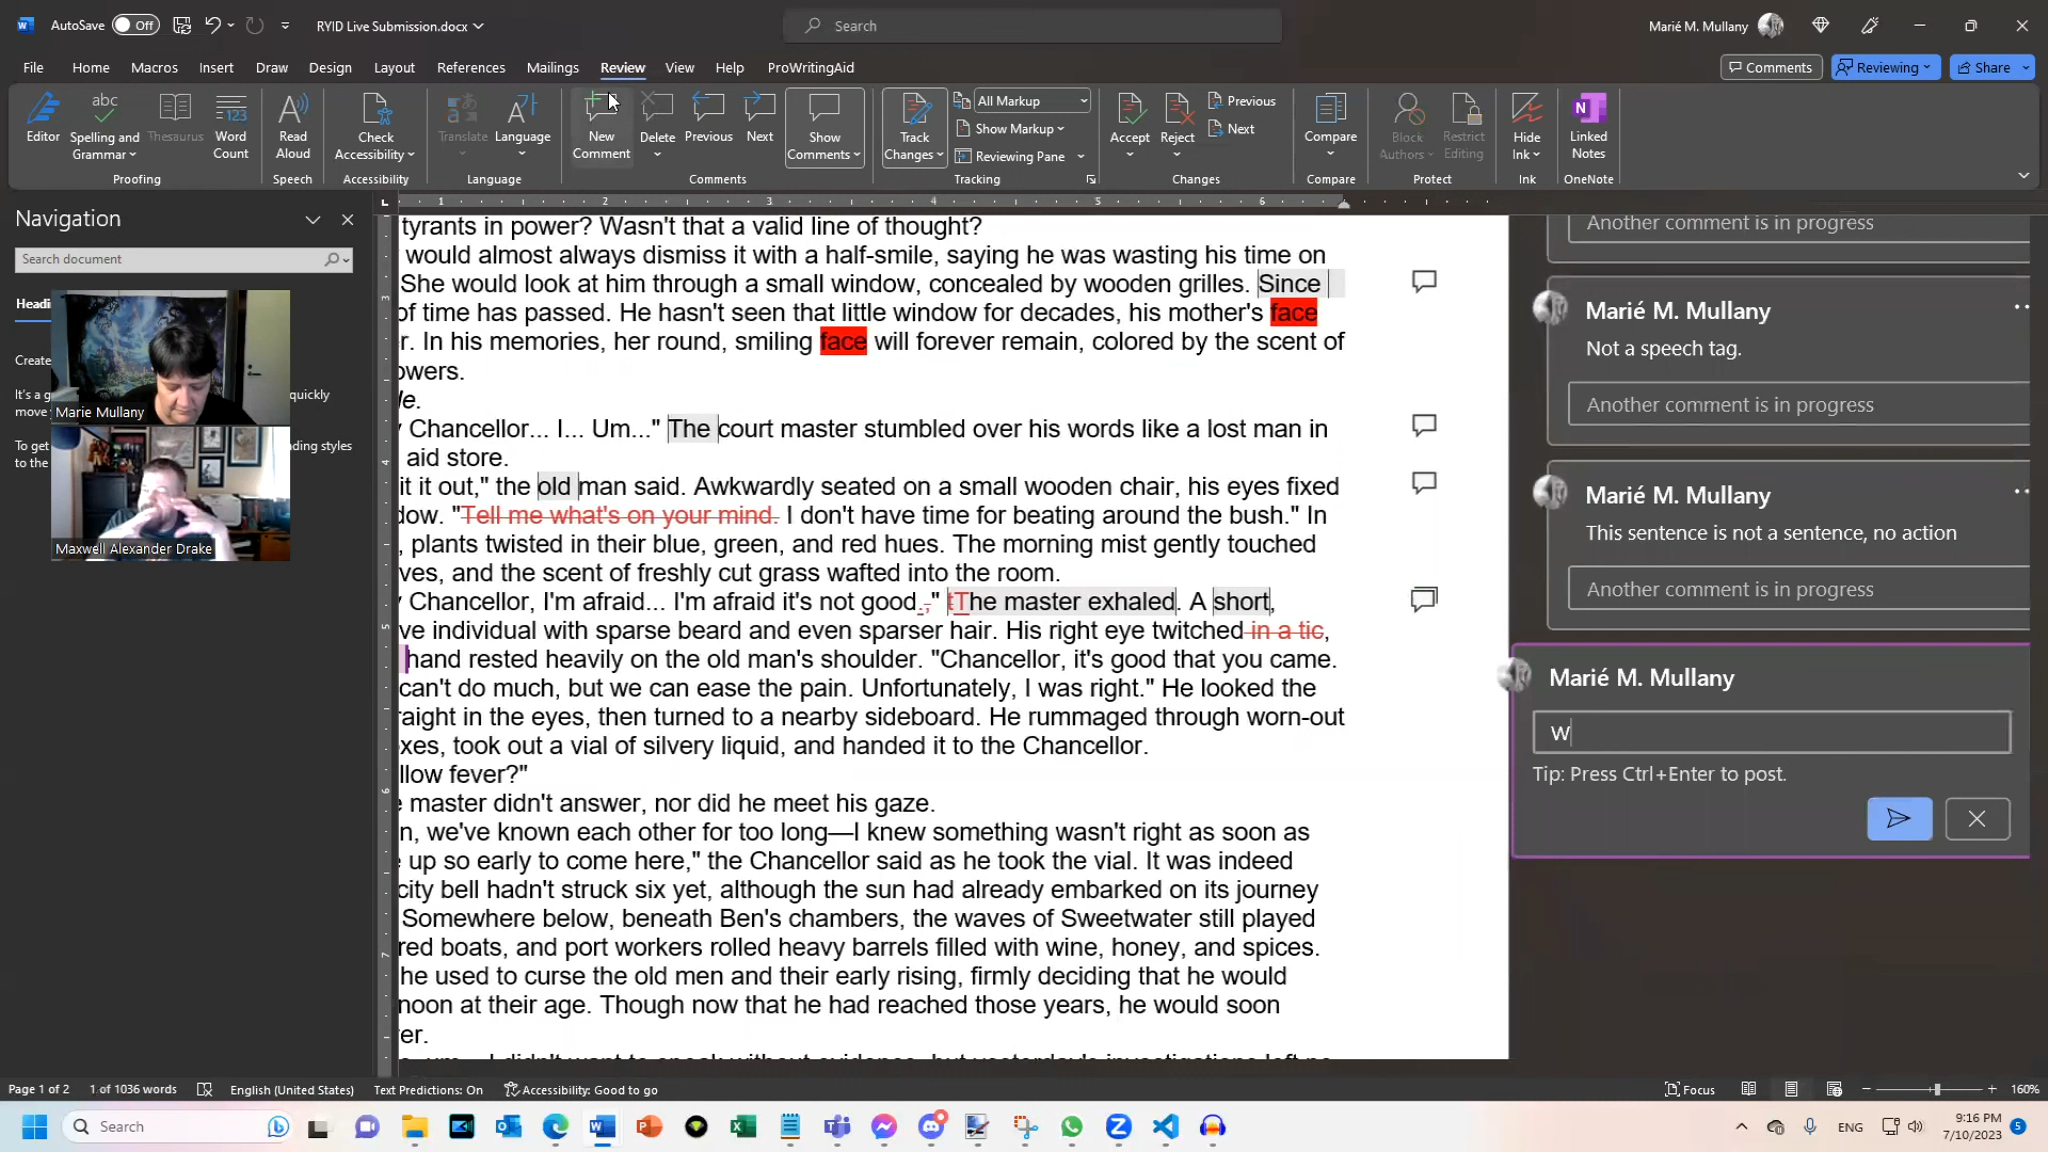 AutoSave Off RYID Live Submission.docx Search Marié M. Mullany
File Home Macros Insert Draw Design Layout References Mailings Review View Help ProWritingAid Comments Reviewing Share
Editor Spelling and Grammar Thesaurus Word Count Read Aloud Check Accessibility Translate Language New Comment Delete Previous Next Show Comments Track Changes All Markup Show Markup Reviewing Pane Accept Reject Previous Next Compare Block Authors Restrict Editing Hide Ink Linked Notes
Proofing Speech Accessibility Language Comments Tracking Changes Compare Protect Ink OneNote
Navigation
Search document
Headi
Create
It's a g
quickly
move y
Marie Mullany
To get
nding styles
to the
Maxwell Alexander Drake
1 2 3 4 5 6
3
4
5
6
7
tyrants in power? Wasn't that a valid line of thought?
would almost always dismiss it with a half-smile, saying he was wasting his time on
She would look at him through a small window, concealed by wooden grilles. Since
of time has passed. He hasn't seen that little window for decades, his mother's face
r. In his memories, her round, smiling face will forever remain, colored by the scent of
owers.
le.
y Chancellor... I... Um..." The court master stumbled over his words like a lost man in
aid store.
it it out," the old man said. Awkwardly seated on a small wooden chair, his eyes fixed
dow. "Tell me what's on your mind. I don't have time for beating around the bush." In
, plants twisted in their blue, green, and red hues. The morning mist gently touched
ves, and the scent of freshly cut grass wafted into the room.
y Chancellor, I'm afraid... I'm afraid it's not good.," tThe master exhaled. A short,
ve individual with sparse beard and even sparser hair. His right eye twitched in a tic,
hand rested heavily on the old man's shoulder. "Chancellor, it's good that you came.
can't do much, but we can ease the pain. Unfortunately, I was right." He looked the
raight in the eyes, then turned to a nearby sideboard. He rummaged through worn-out
oxes, took out a vial of silvery liquid, and handed it to the Chancellor.
llow fever?"
e master didn't answer, nor did he meet his gaze.
n, we've known each other for too long—I knew something wasn't right as soon as
e up so early to come here," the Chancellor said as he took the vial. It was indeed
city bell hadn't struck six yet, although the sun had already embarked on its journey
Somewhere below, beneath Ben's chambers, the waves of Sweetwater still played
red boats, and port workers rolled heavy barrels filled with wine, honey, and spices.
he used to curse the old men and their early rising, firmly deciding that he would
noon at their age. Though now that he had reached those years, he would soon
er.
Another comment is in progress
Marié M. Mullany
Not a speech tag.
Another comment is in progress
Marié M. Mullany
This sentence is not a sentence, no action
Another comment is in progress
Marié M. Mullany
W
Tip: Press Ctrl+Enter to post.
Page 1 of 2 1 of 1036 words English (United States) Text Predictions: On Accessibility: Good to go Focus 160%
Search ENG 9:16 PM
7/10/2023 5